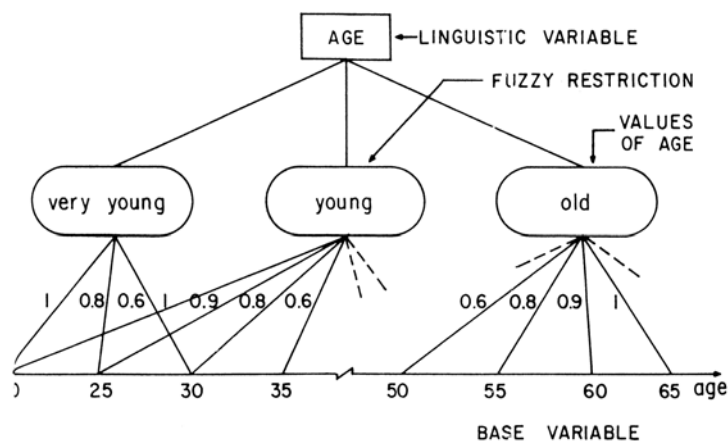 AGE
LINGUISTIC VARIABLE
FUZZY RESTRICTION
VALUES
OF AGE
very young
young
old
1 0.8 0.6 1 0.9 0.8 0.6
0.6 0.8 0.9 1
25 30 35 50 55 60 65 age
BASE VARIABLE